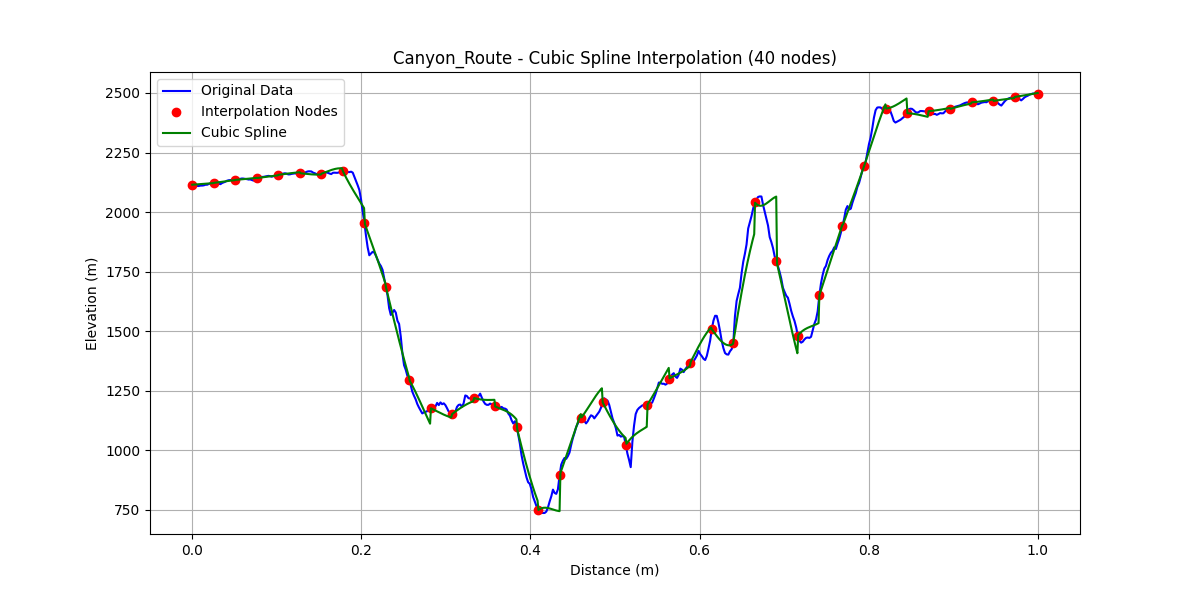 Canyon_Route - Cubic Spline Interpolation (40 nodes)
Original Data
Interpolation Nodes
Cubic Spline
2500
2250
2000
1750
1500
1250
1000
750
Elevation (m)
0.0 0.2 0.4 0.6 0.8 1.0
Distance (m)